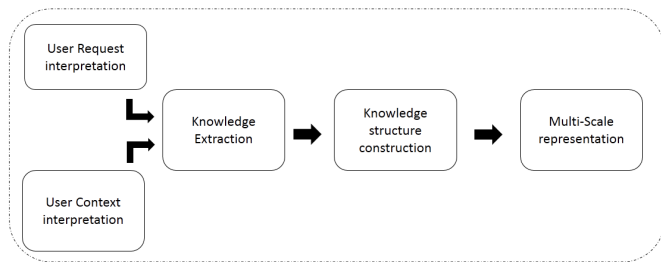 User Request
interpretation
Knowledge
Extraction
Knowledge
structure
construction
Multi-Scale
representation
User Context
interpretation